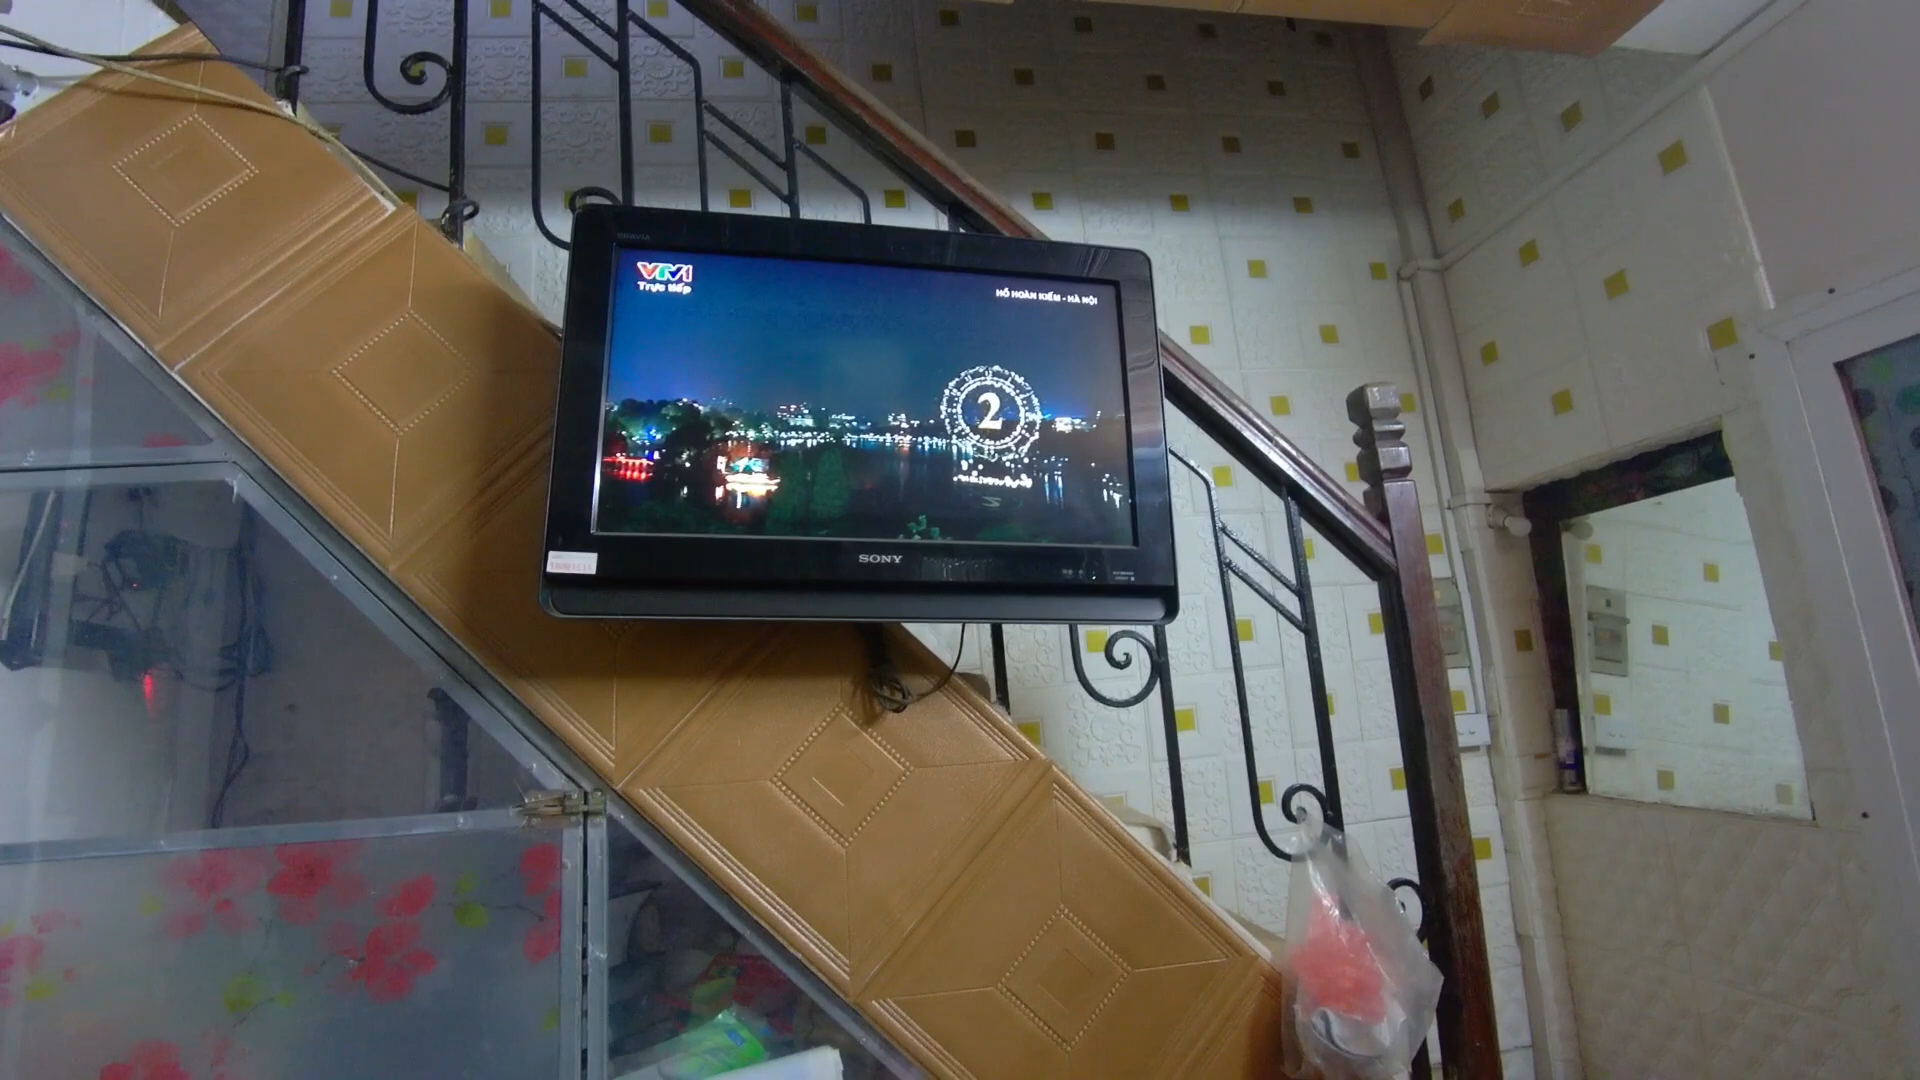 BRAVIA
VTV1
Trực tiếp
HỒ HOÀN KIẾM - HÀ NỘI
2
SONY